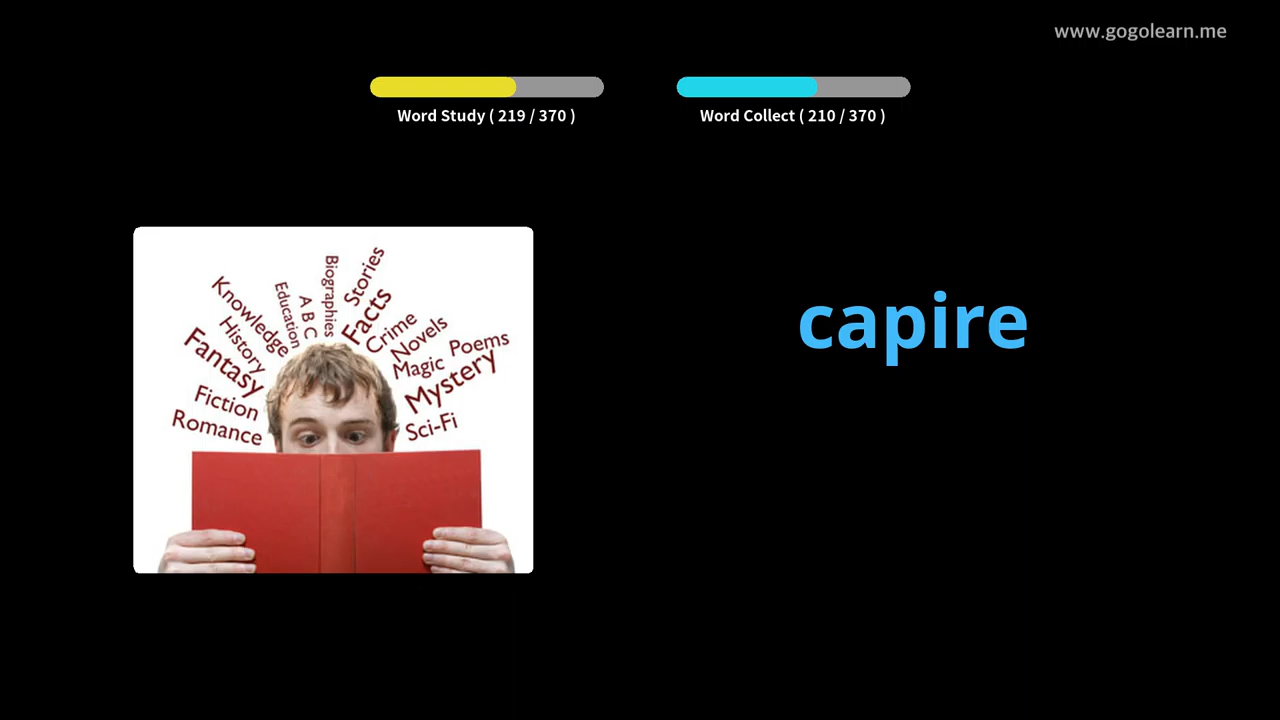 www.gogolearn.me
Word Study ( 219 / 370 )
Word Collect ( 210 / 370 )
capire
Biographies
Stories
Education
A B C
Facts
Knowledge
Crime
History
Novels
Fantasy
Magic
Poems
Mystery
Fiction
Romance
Sci-Fi